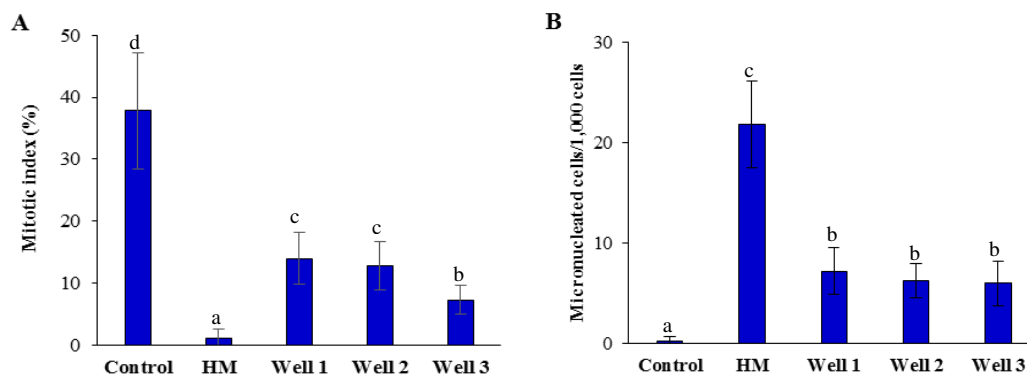 A
Mitotic index (%)
50
40
30
20
10
0
d
a
c
c
b
Control HM Well 1 Well 2 Well 3
B
Micronucleated cells/1,000 cells
30
20
10
0
a
c
b
b
b
Control HM Well 1 Well 2 Well 3